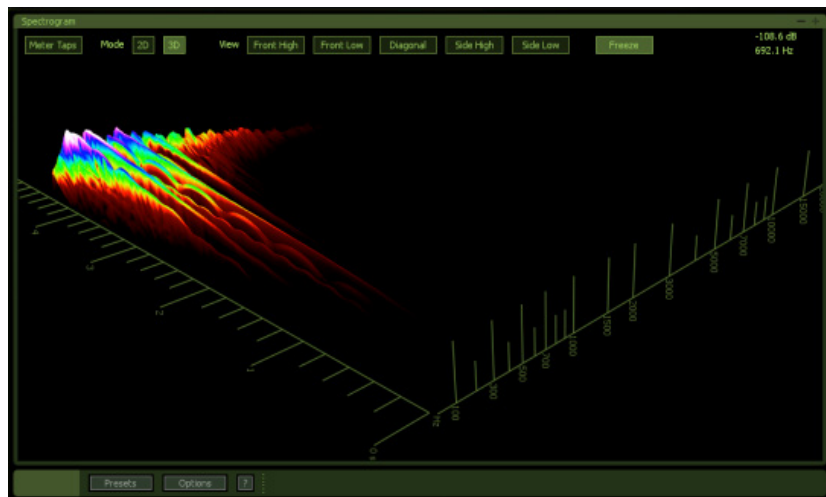 Spectrogram
Meter Taps Mode 2D 3D View Front High Front Low Diagonal Side High Side Low Freeze
-108.6 dB
692.1 Hz
4
3
2
1
0 s
Hz
100
300
500
700
1000
1500
2000
3000
5000
7000
10000
15000
Presets Options ?